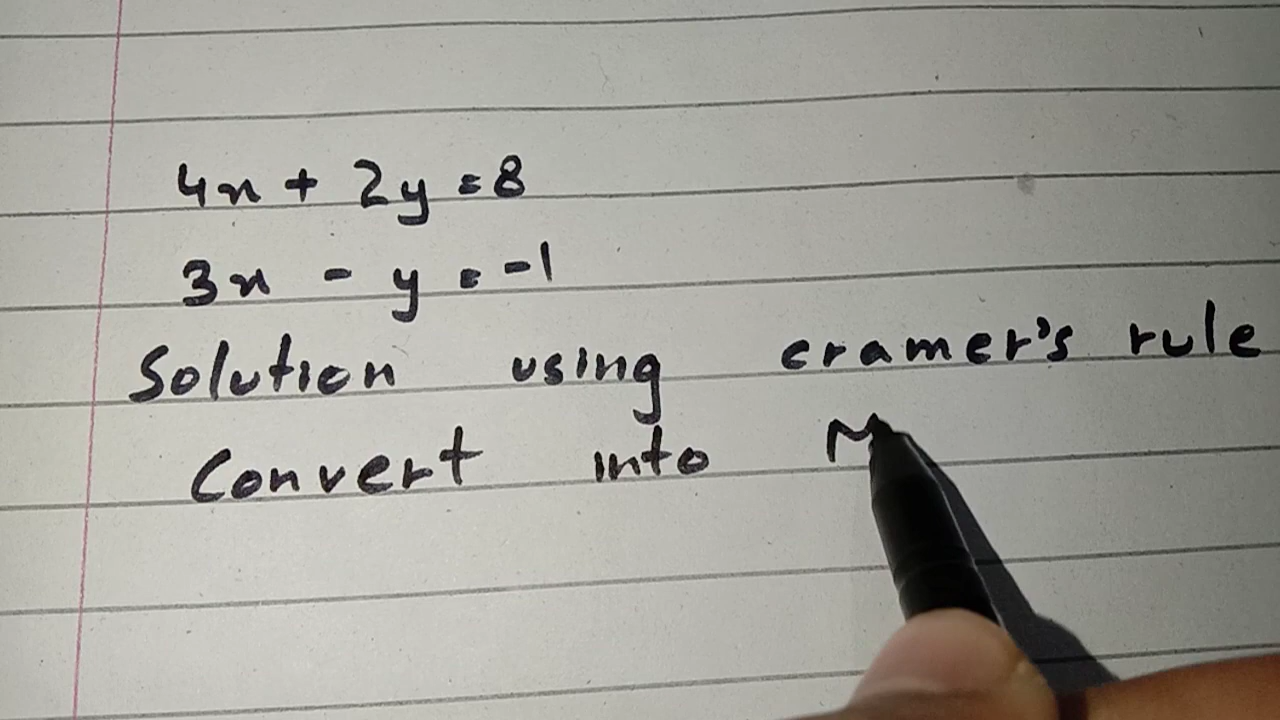 4x + 2y = 8
3x - y = -1
Solution using cramer's rule
Convert into M